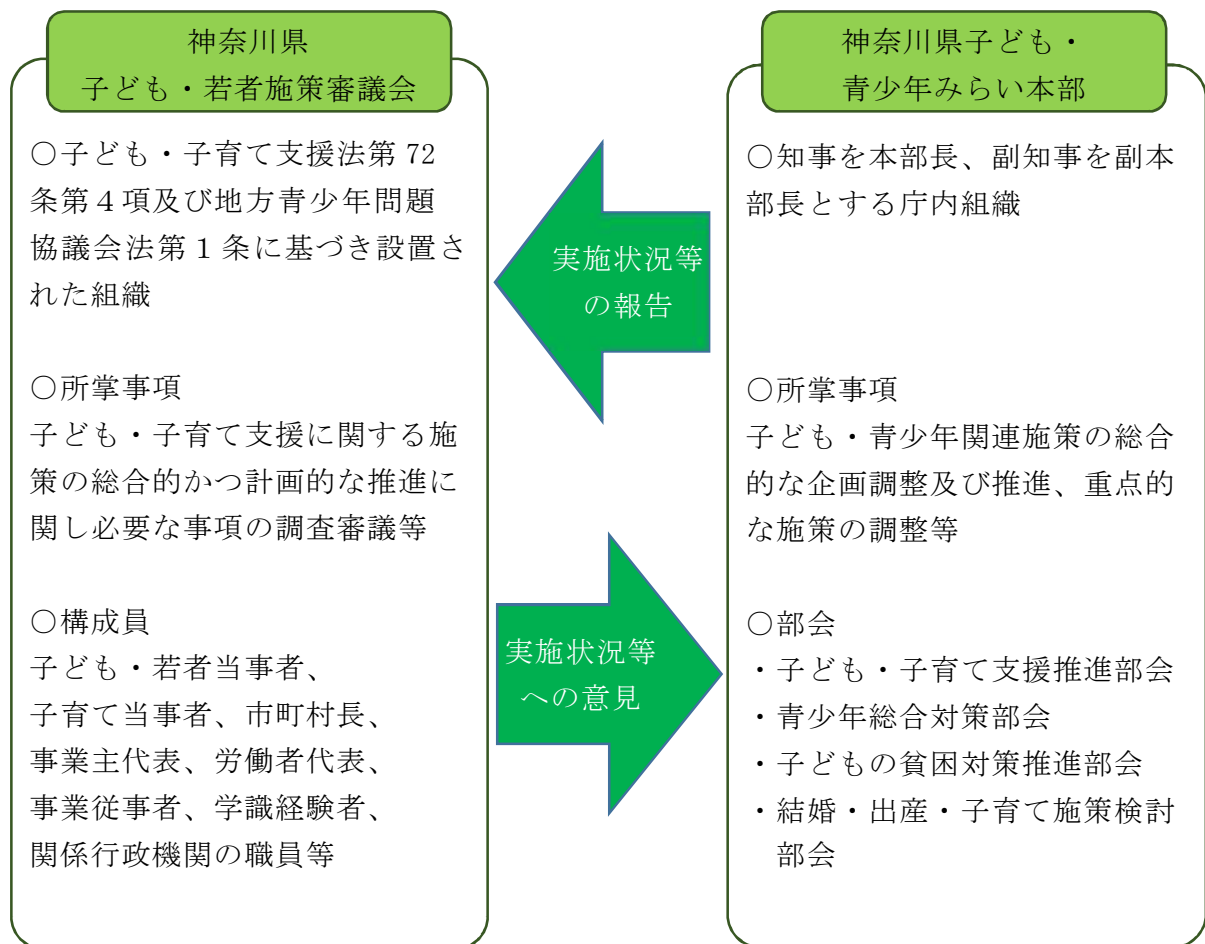 神奈川県
子ども・若者施策審議会
〇子ども・子育て支援法第 72
条第４項及び地方青少年問題
協議会法第１条に基づき設置さ
れた組織
〇所掌事項
子ども・子育て支援に関する施
策の総合的かつ計画的な推進に
関し必要な事項の調査審議等
〇構成員
子ども・若者当事者、
子育て当事者、市町村長、
事業主代表、労働者代表、
事業従事者、学識経験者、
関係行政機関の職員等
実施状況等
の報告
実施状況等
への意見
神奈川県子ども・
青少年みらい本部
〇知事を本部長、副知事を副本
部長とする庁内組織
〇所掌事項
子ども・青少年関連施策の総合
的な企画調整及び推進、重点的
な施策の調整等
〇部会
・子ども・子育て支援推進部会
・青少年総合対策部会
・子どもの貧困対策推進部会
・結婚・出産・子育て施策検討
部会